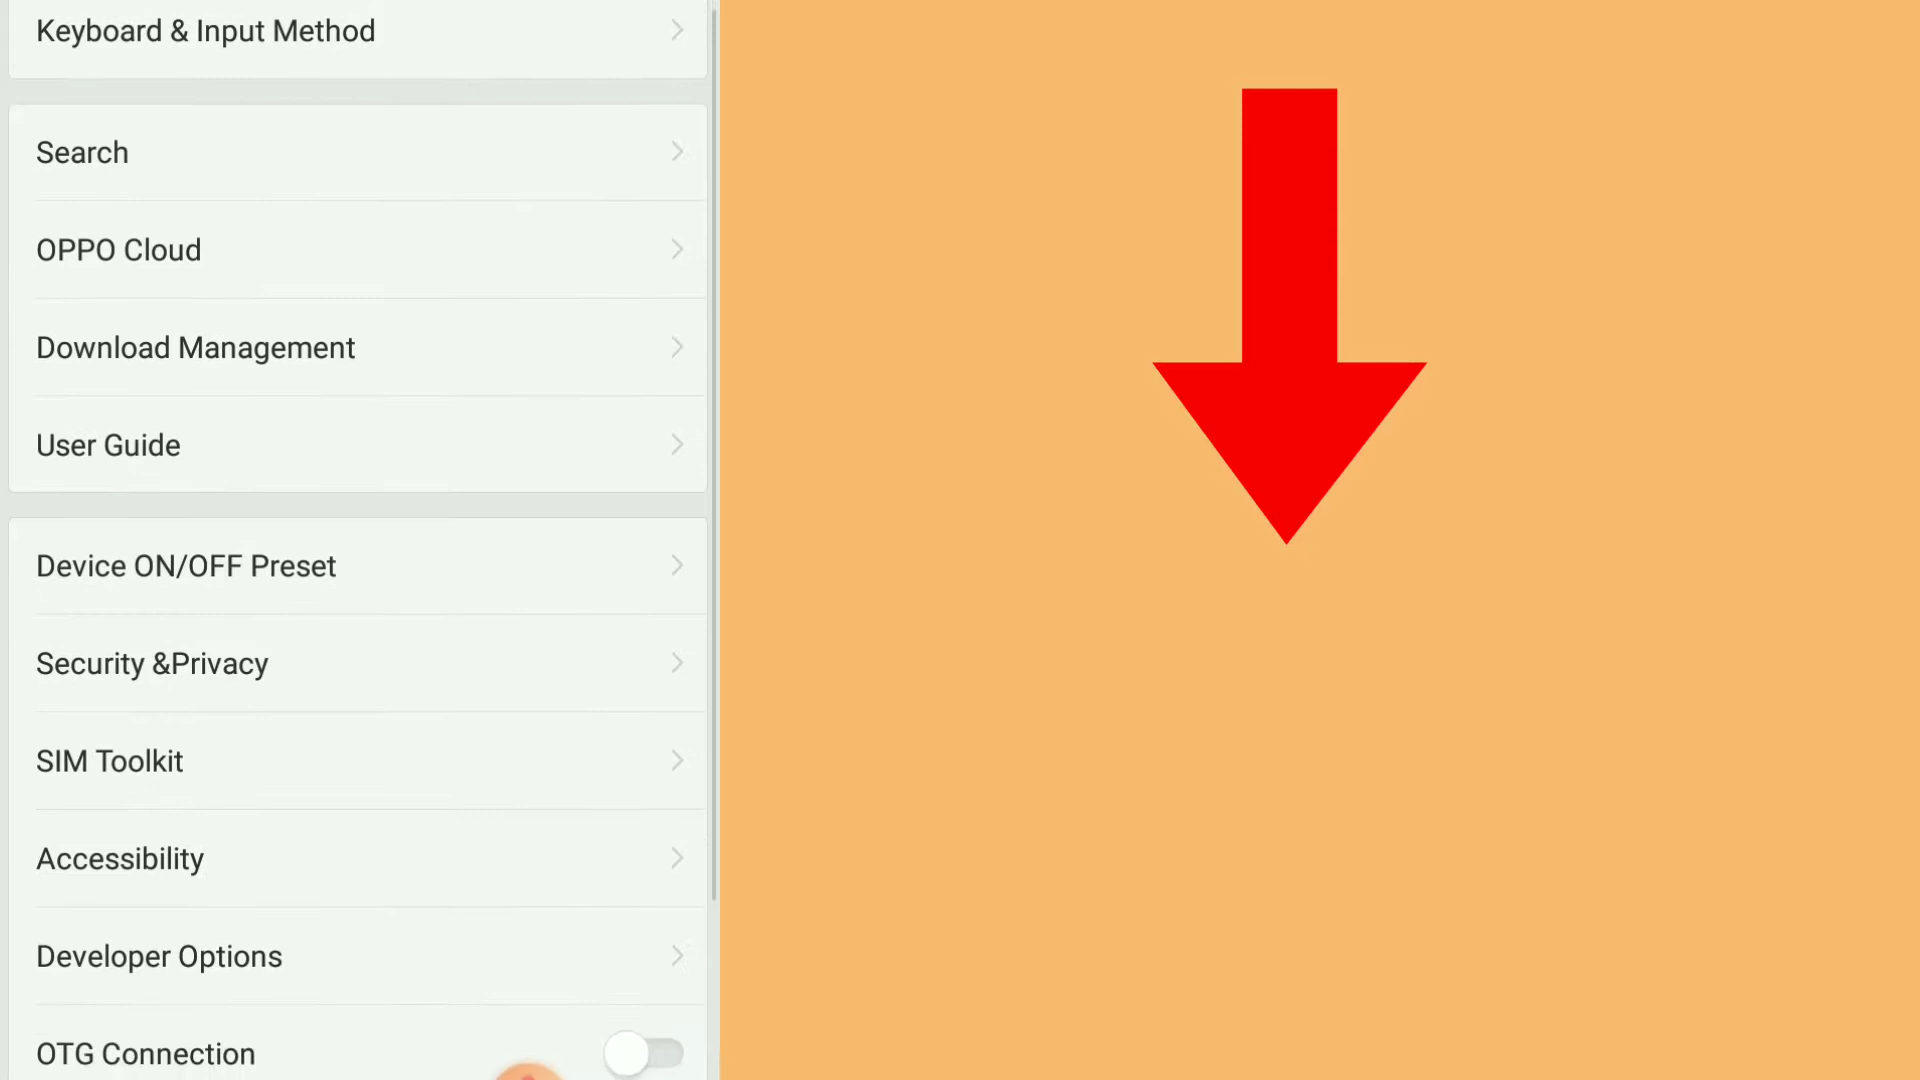 Keyboard & Input Method
Search
OPPO Cloud
Download Management
User Guide
Device ON/OFF Preset
Security &Privacy
SIM Toolkit
Accessibility
Developer Options
OTG Connection